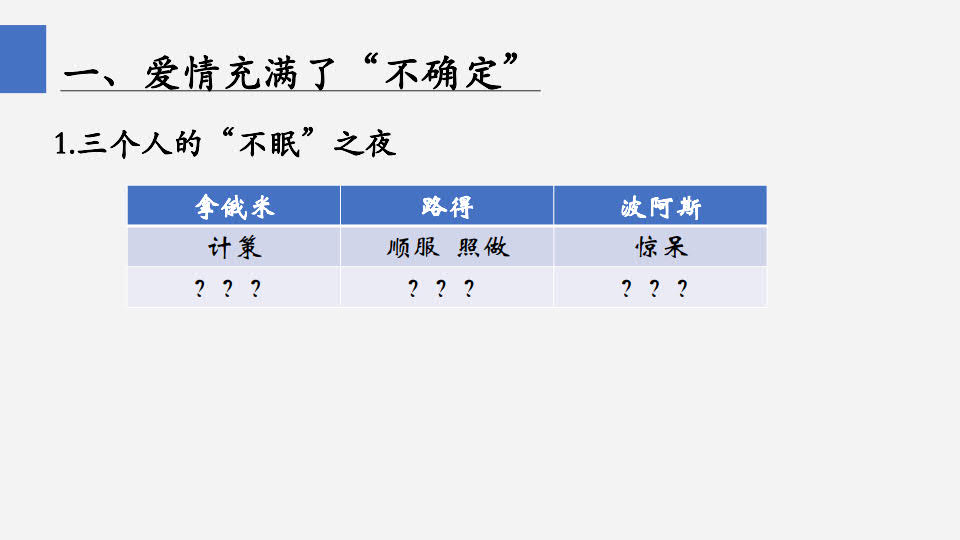 一、爱情充满了“不确定”
1.三个人的“不眠”之夜
拿俄米 路得 波阿斯
计策 顺服 照做 惊呆
？？？ ？？？ ？？？